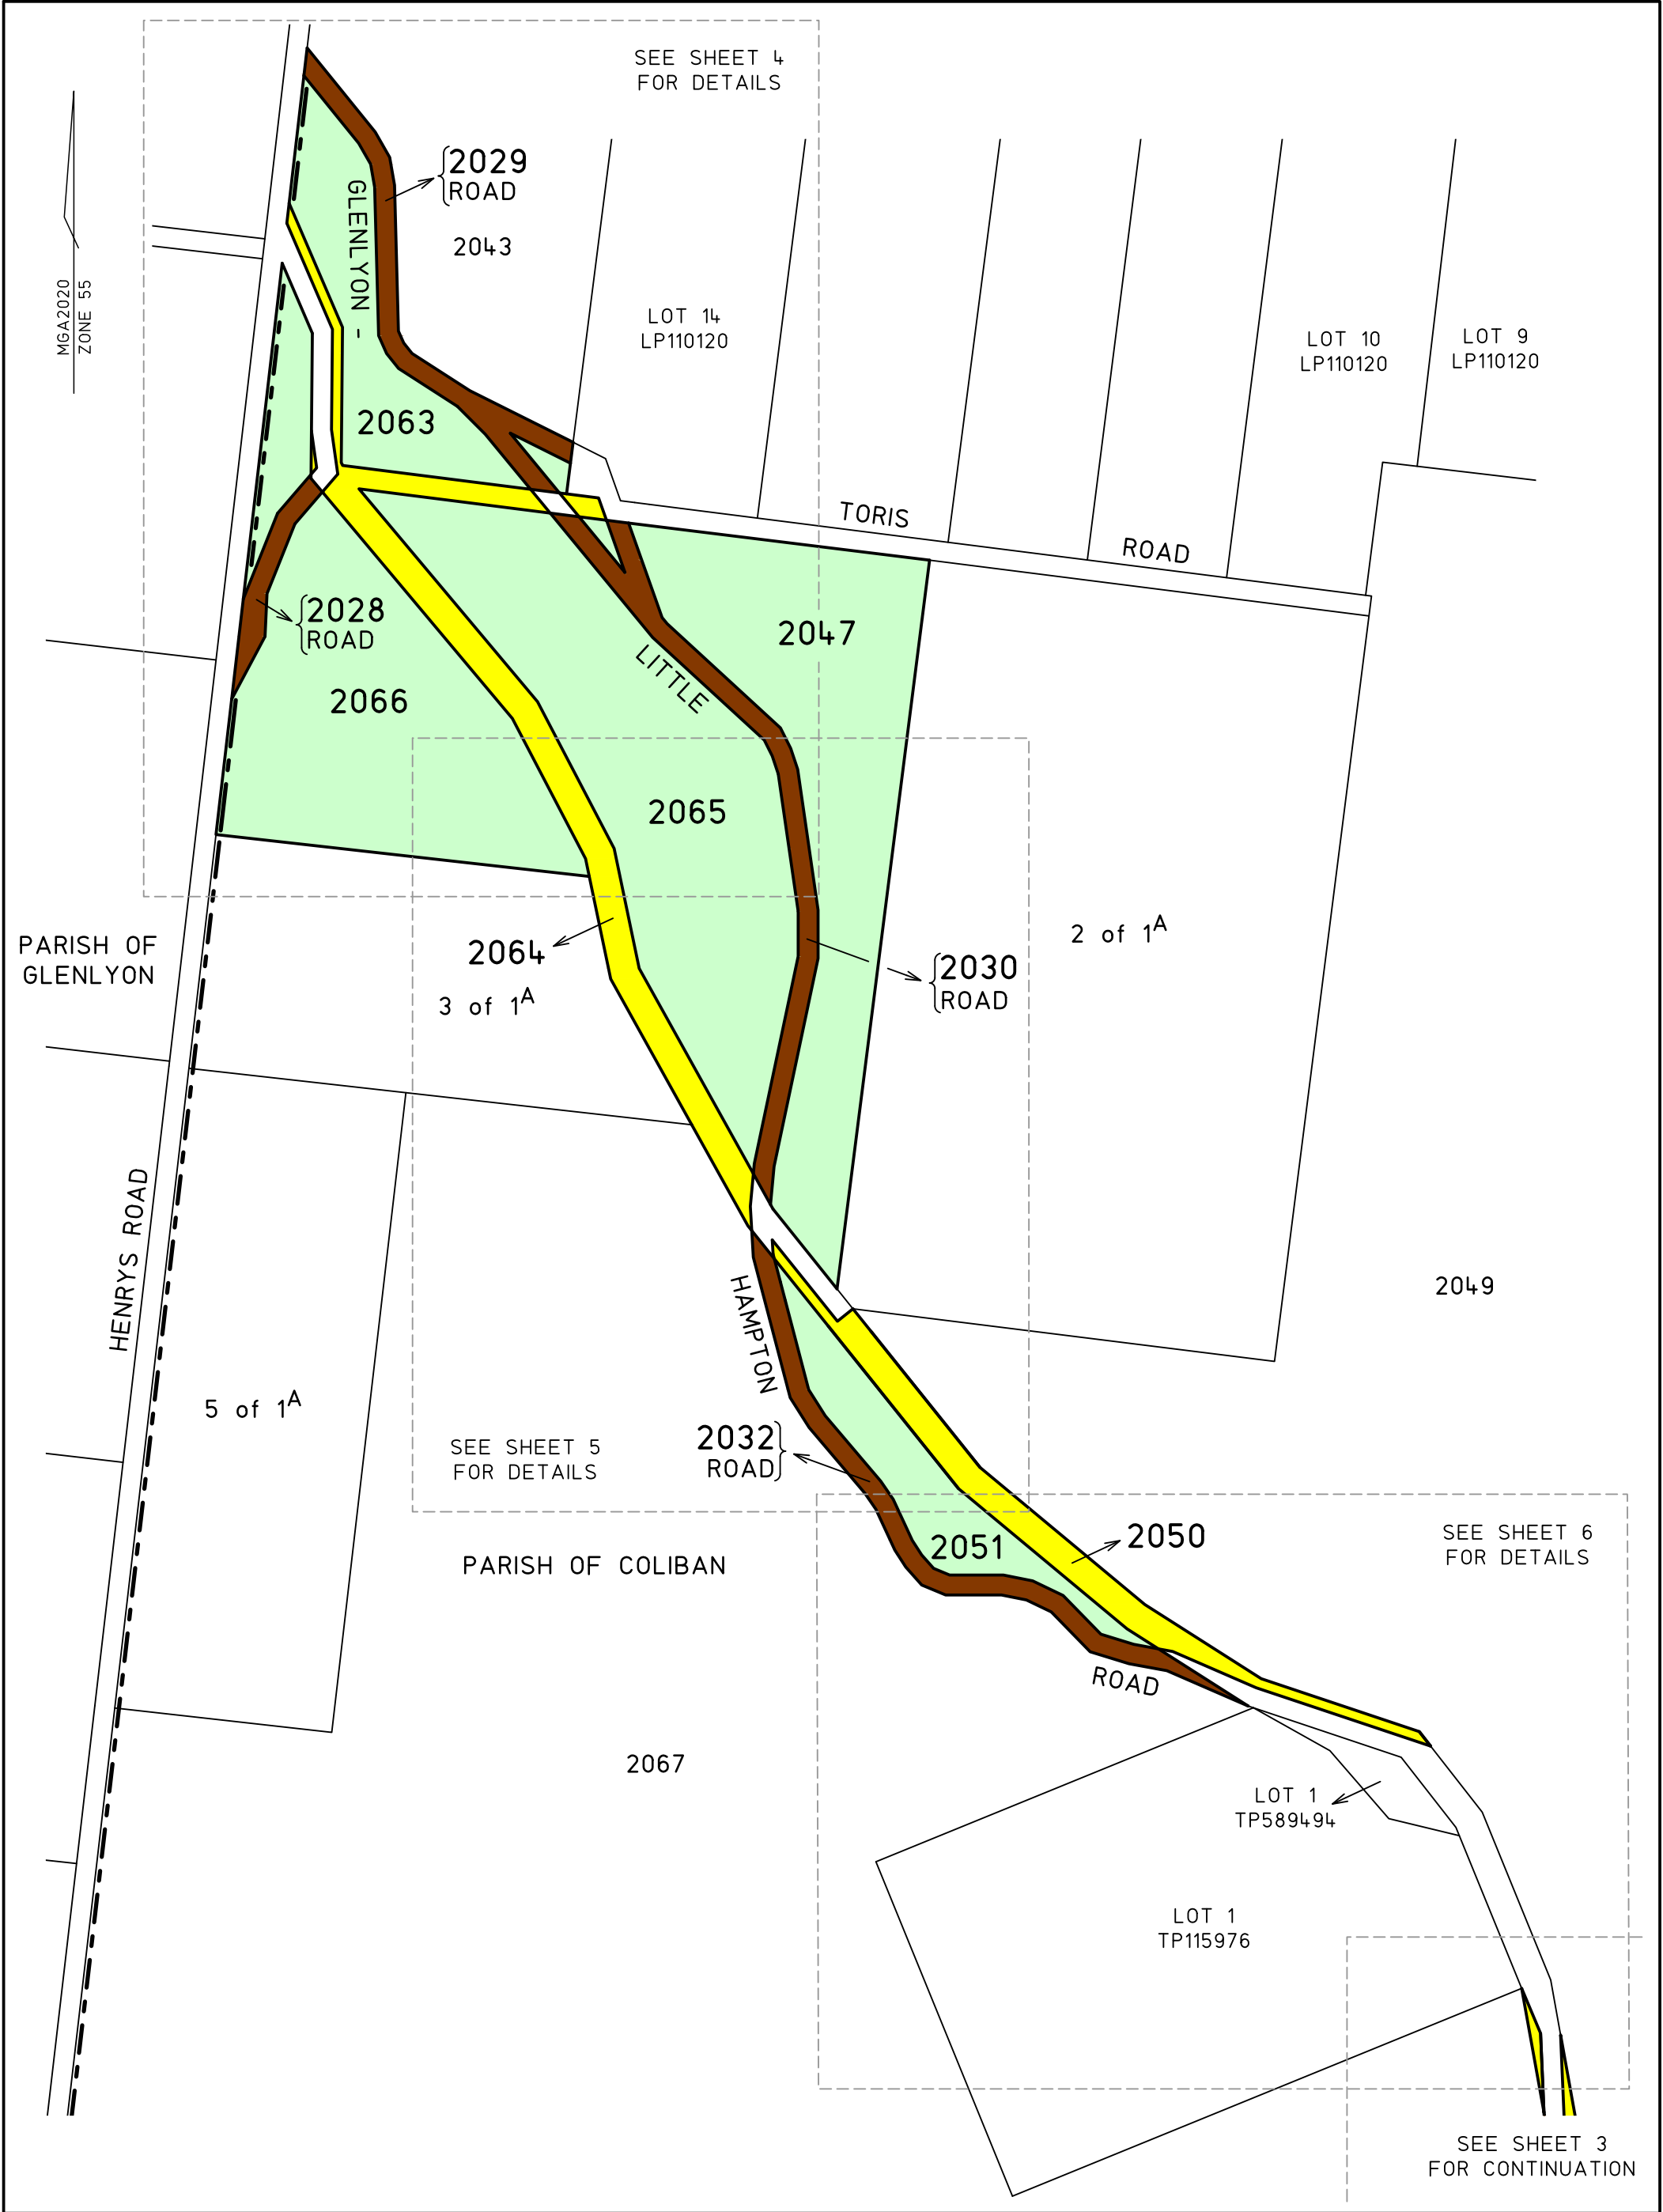 SEE SHEET 4
FOR DETAILS
2029
ROAD
GLENLYON -
2043
MGA2020
ZONE 55
LOT 14
LP110120
LOT 10
LP110120
LOT 9
LP110120
2063
TORIS
ROAD
2028
ROAD
2047
LITTLE
2066
2065
PARISH OF
GLENLYON
2064
3 of 1A
2030
ROAD
2 of 1A
HENRYS ROAD
HAMPTON
2049
5 of 1A
SEE SHEET 5
FOR DETAILS
2032
ROAD
2051
2050
SEE SHEET 6
FOR DETAILS
PARISH OF COLIBAN
ROAD
2067
LOT 1
TP589494
LOT 1
TP115976
SEE SHEET 3
FOR CONTINUATION